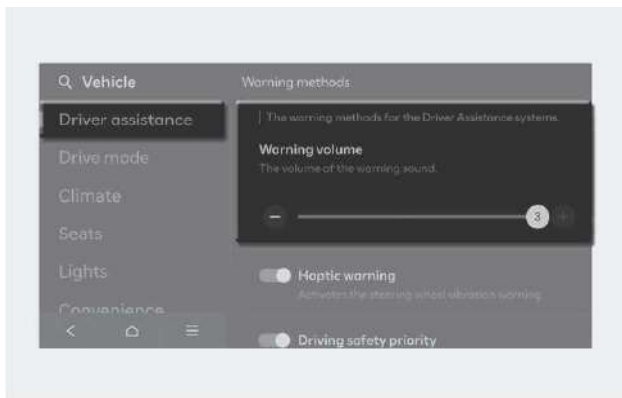 Vehicle
Driver assistance
Drive mode
Climate
Seats
Lights
Convenience
Warning methods
The warning methods for the Driver Assistance systems.
Warning volume
The volume of the warning sound.
3
Haptic warning
Activates the steering wheel vibration warning.
Driving safety priority